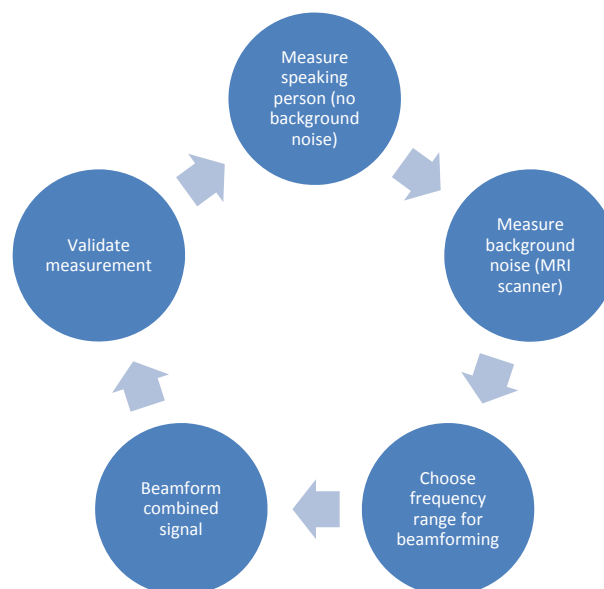 Measure
speaking
person (no
background
noise)
Measure
background
noise (MRI
scanner)
Choose
frequency
range for
beamforming
Beamform
combined
signal
Validate
measurement